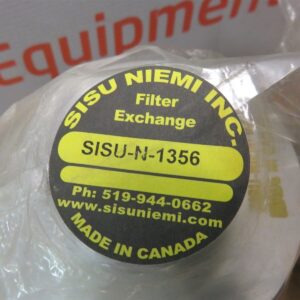 Equipment
SISU NIEMI INC.
Filter
Exchange
SISU-N-1356
Ph: 519-944-0662
www.sisuniemi.com
MADE IN CANADA